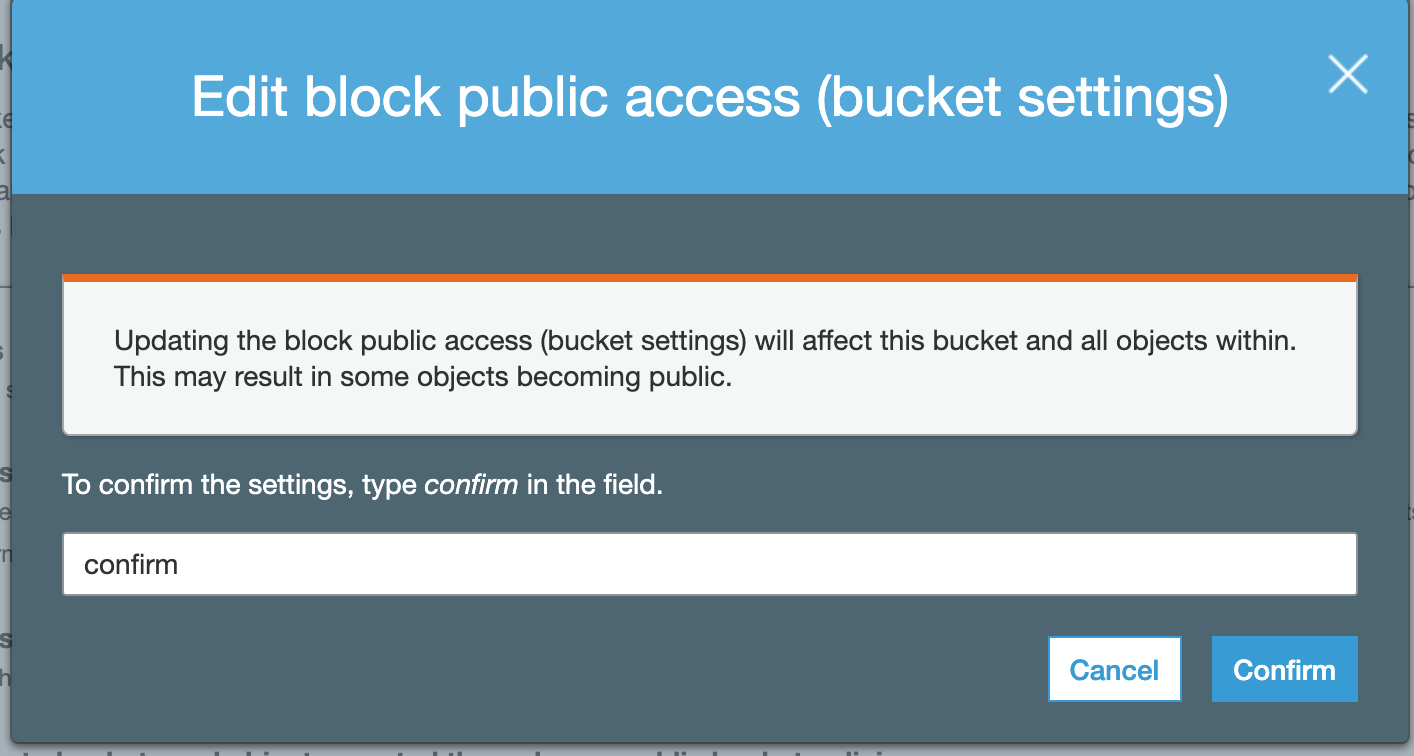 Edit block public access (bucket settings)
Updating the block public access (bucket settings) will affect this bucket and all objects within.
This may result in some objects becoming public.
To confirm the settings, type confirm in the field.
confirm
Cancel
Confirm